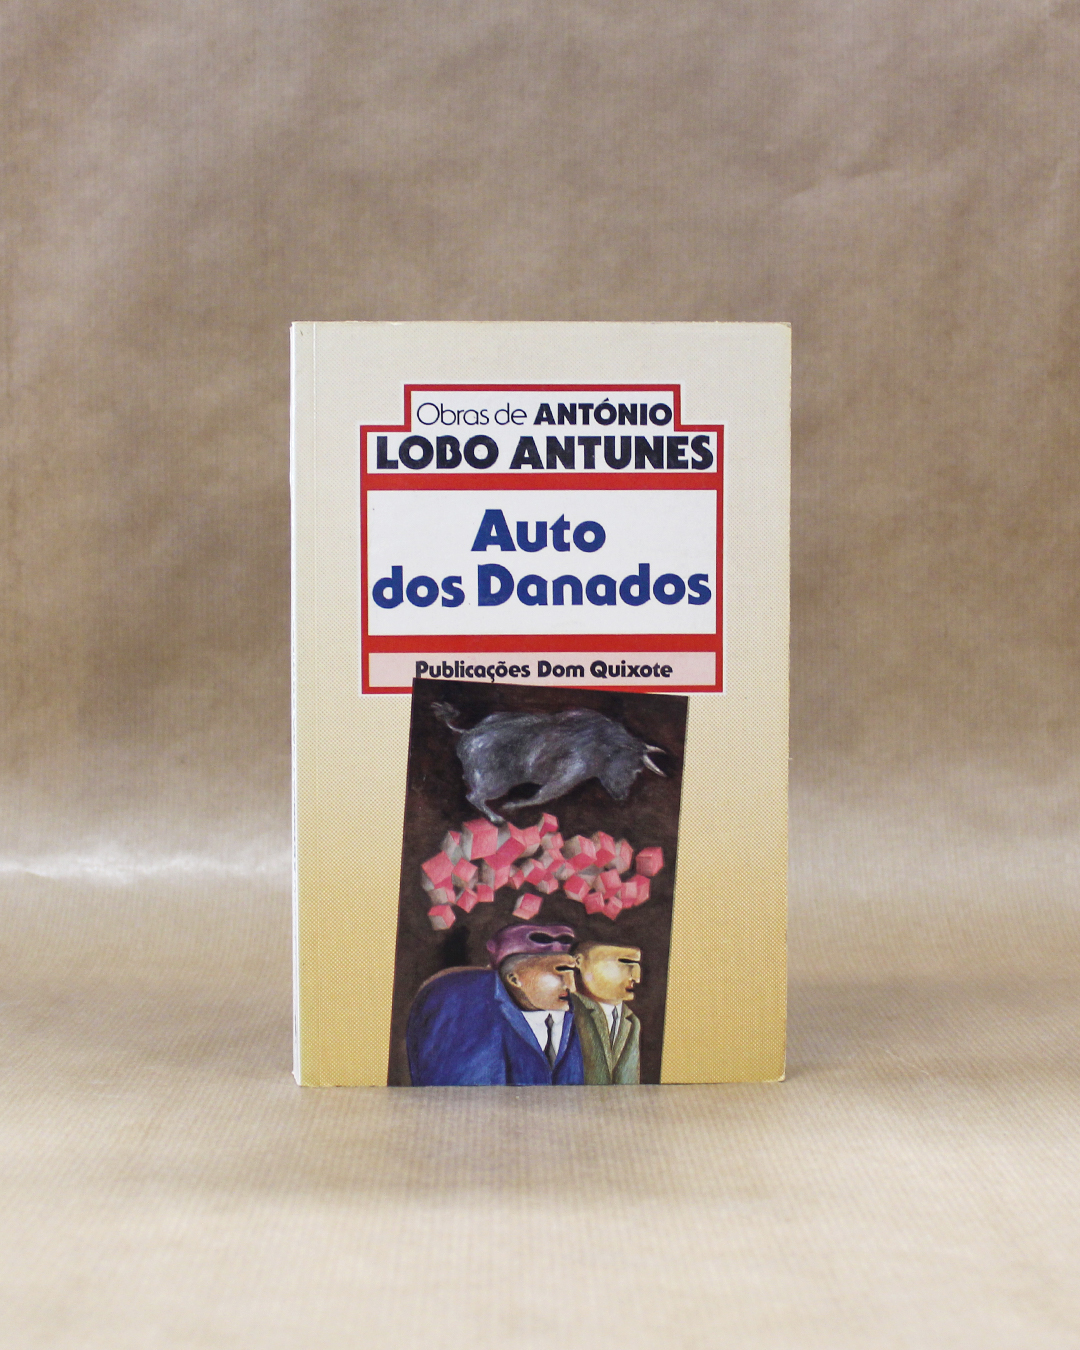 Obras de ANTÓNIO
LOBO ANTUNES
Auto
dos Danados
Publicações Dom Quixote